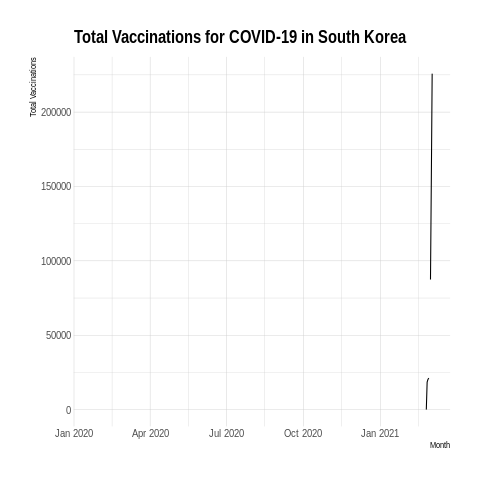 Total Vaccinations for COVID-19 in South Korea
Total Vaccinations
200000
150000
100000
50000
0
Jan 2020 Apr 2020 Jul 2020 Oct 2020 Jan 2021
Month